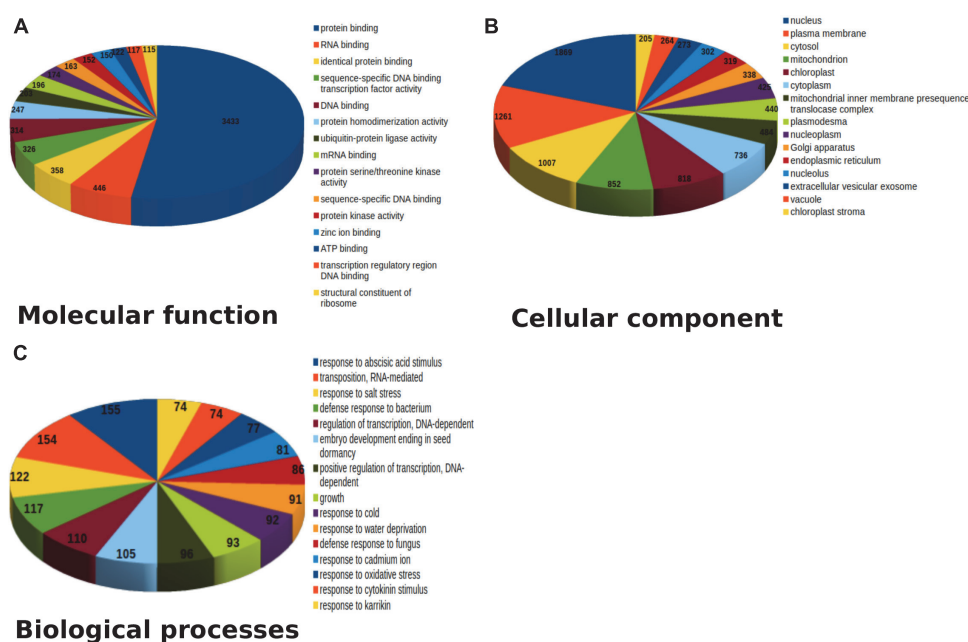 A
3433
446
358
326
314
247
196
174
163
152
150
122
117
115
protein binding
RNA binding
identical protein binding
sequence-specific DNA binding
transcription factor activity
DNA binding
protein homodimerization activity
ubiquitin-protein ligase activity
mRNA binding
protein serine/threonine kinase
activity
sequence-specific DNA binding
protein kinase activity
zinc ion binding
ATP binding
transcription regulatory region
DNA binding
structural constituent of
ribosome
Molecular function
B
205
264
273
302
319
338
425
440
484
736
818
852
1007
1261
nucleus
plasma membrane
cytosol
mitochondrion
chloroplast
cytoplasm
mitochondrial inner membrane presequence
translocase complex
plasmodesma
nucleoplasm
Golgi apparatus
endoplasmic reticulum
nucleolus
extracellular vesicular exosome
vacuole
chloroplast stroma
Cellular component
C
155
154
122
117
110
105
96
93
92
91
86
81
77
74
74
response to abscisic acid stimulus
transposition, RNA-mediated
response to salt stress
defense response to bacterium
regulation of transcription, DNA-dependent
embryo development ending in seed
dormancy
positive regulation of transcription, DNA-
dependent
growth
response to cold
response to water deprivation
defense response to fungus
response to cadmium ion
response to oxidative stress
response to cytokinin stimulus
response to karrikin
Biological processes